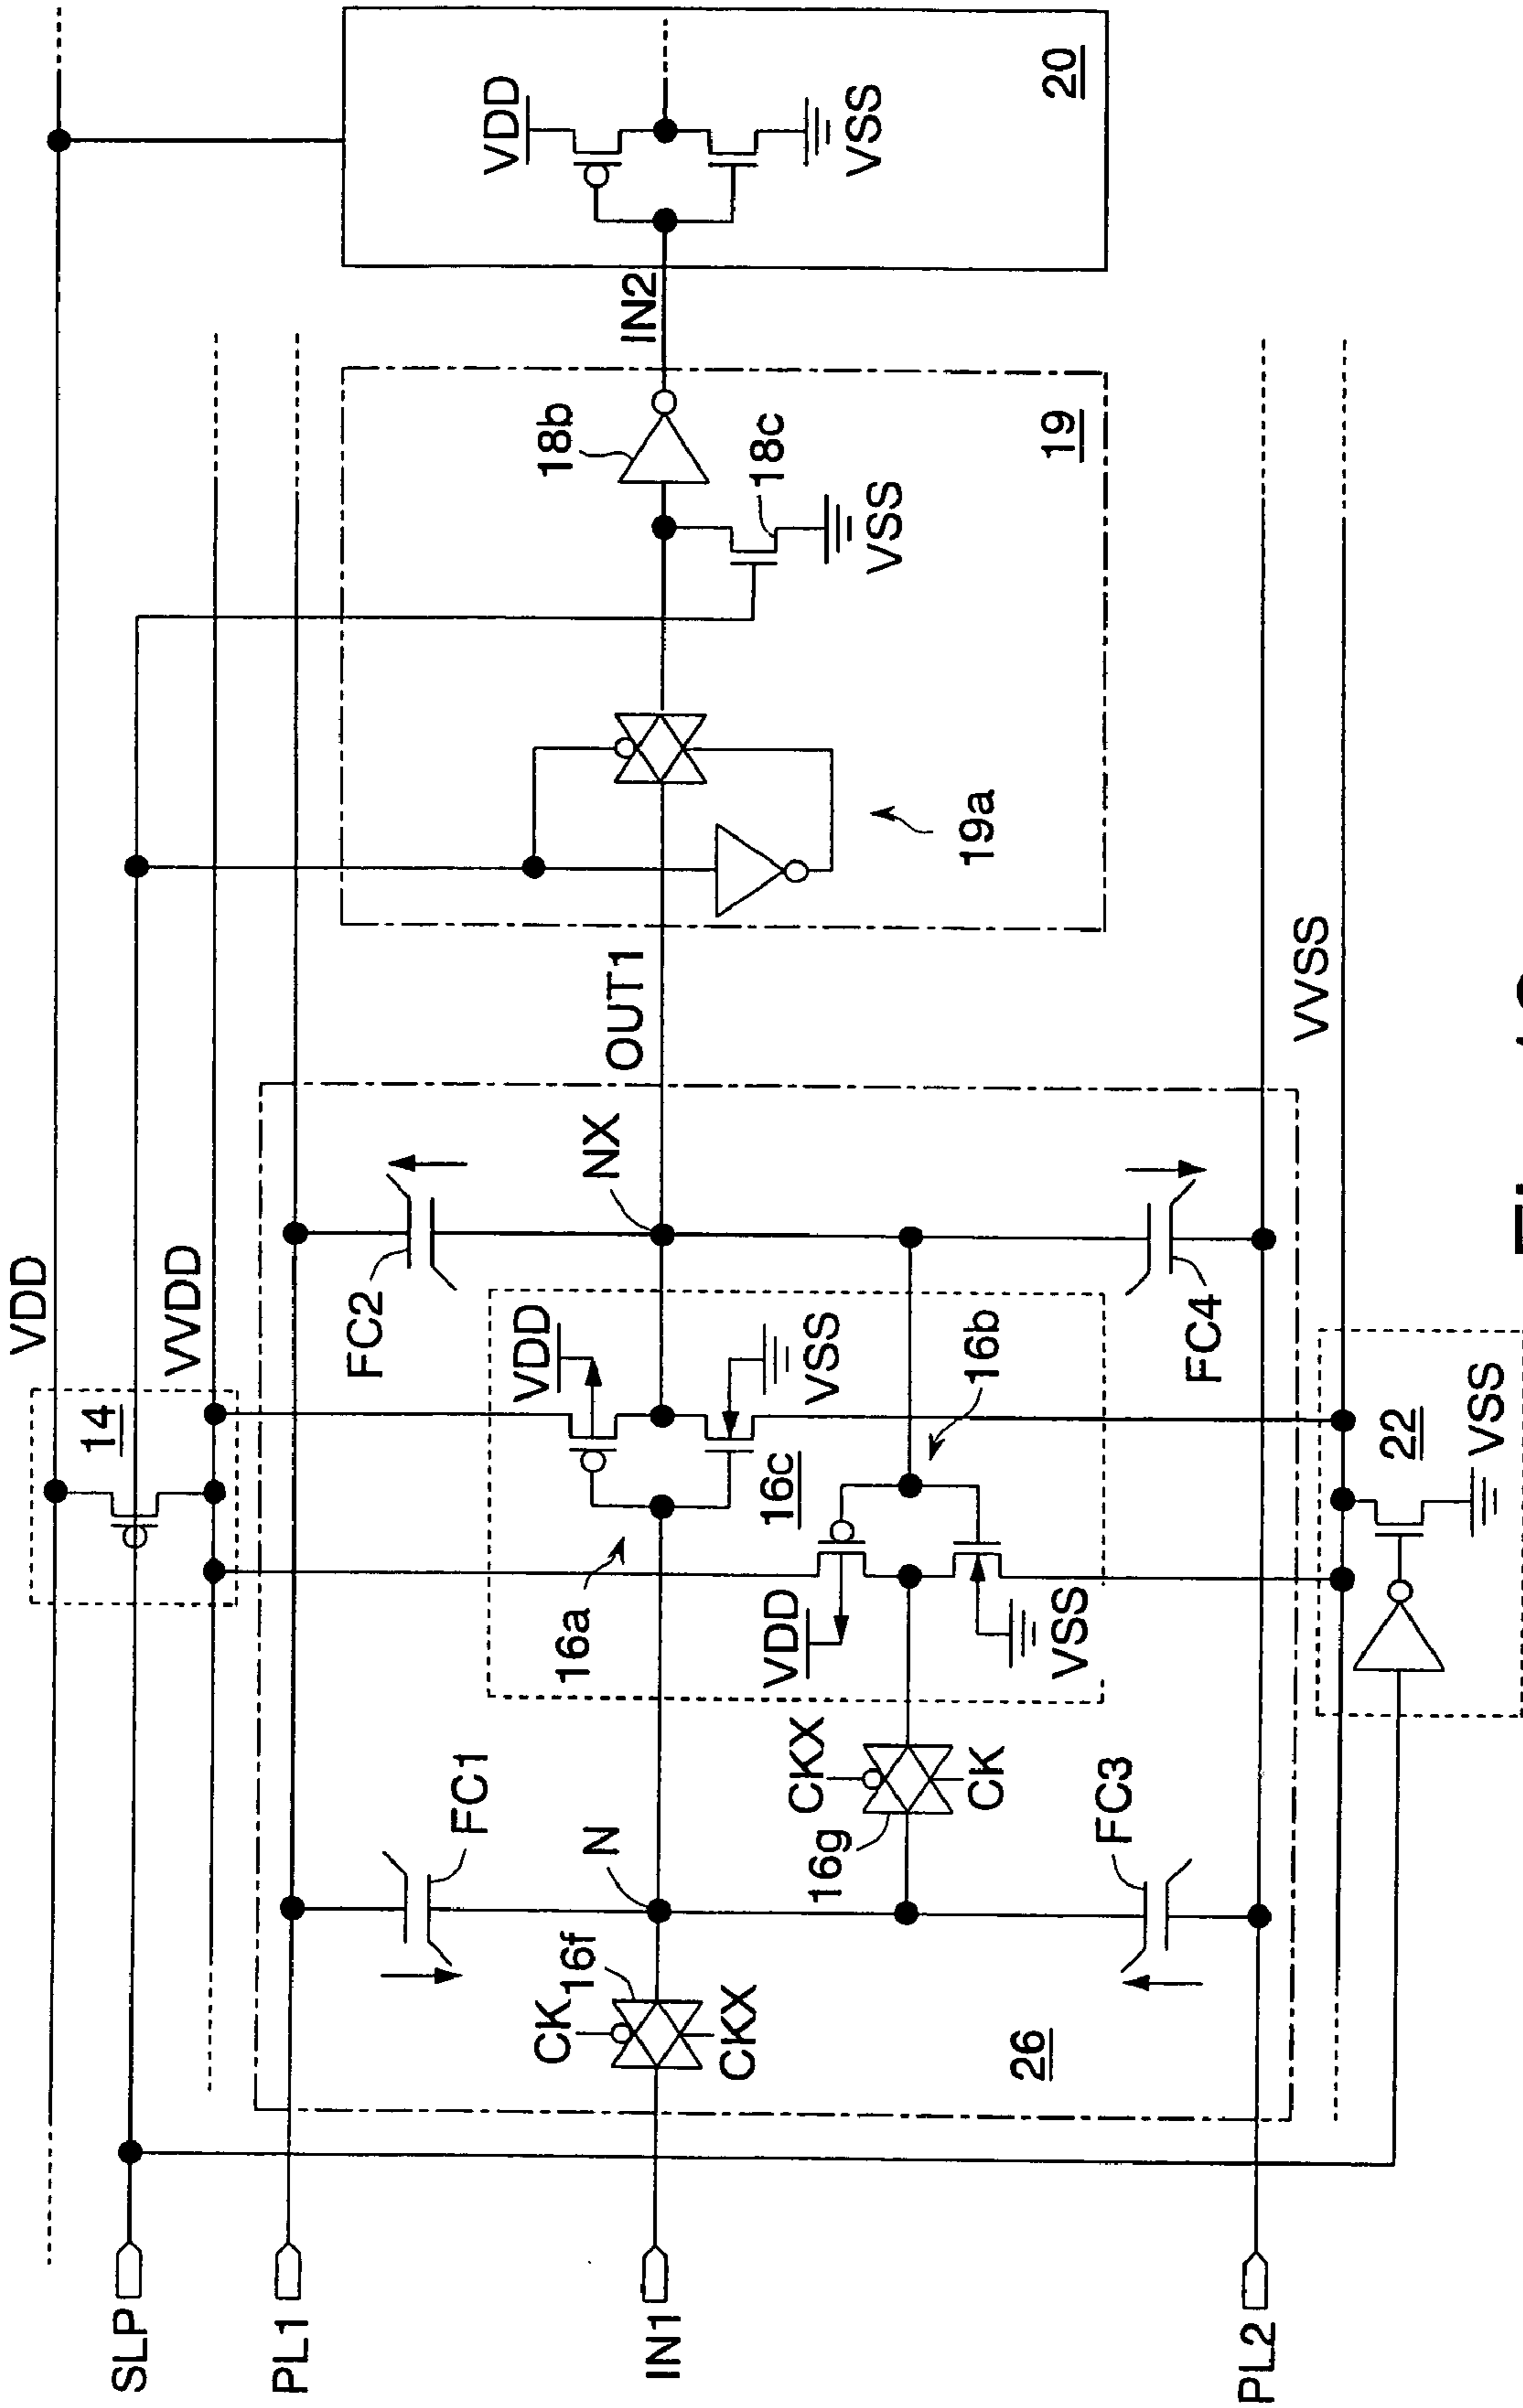 VDD
SLP
14
VVDD
PL1
FC1
FC2
VDD
20
VDD
VSS
IN2
18b
18c
VSS
19
19a
OUT1
NX
N
16f
CK
CKX
IN1
16a
16c
VDD
VSS
16b
CKX
CK
16g
VDD
VSS
FC3
FC4
26
PL2
VVSS
22
VSS